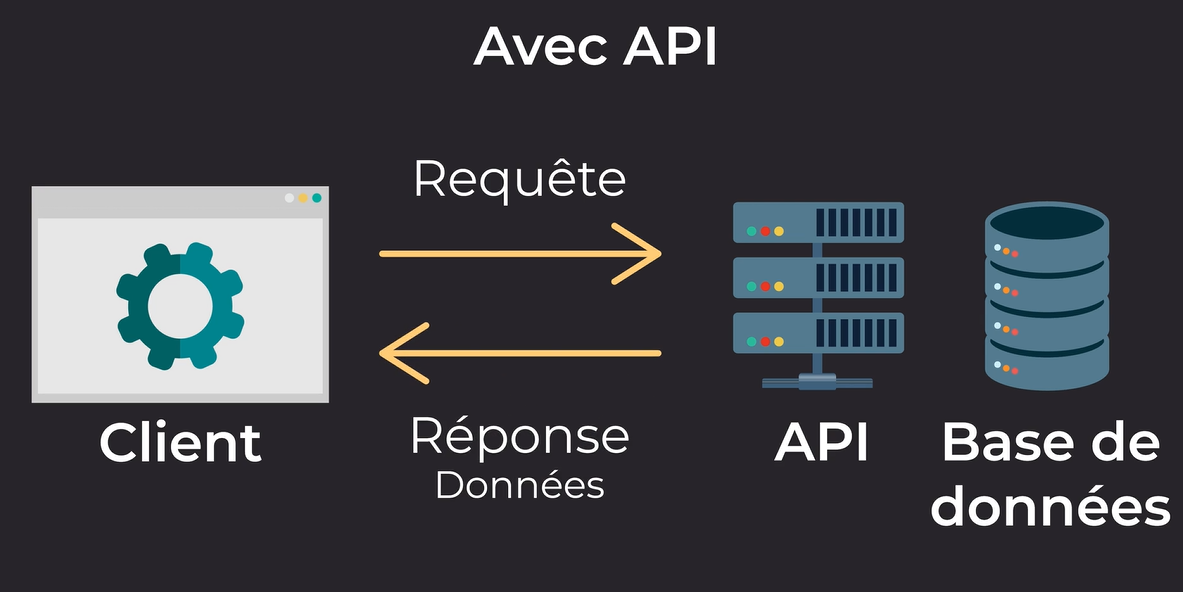 Avec API
Requête
Réponse
Données
Client
API
Base de
données